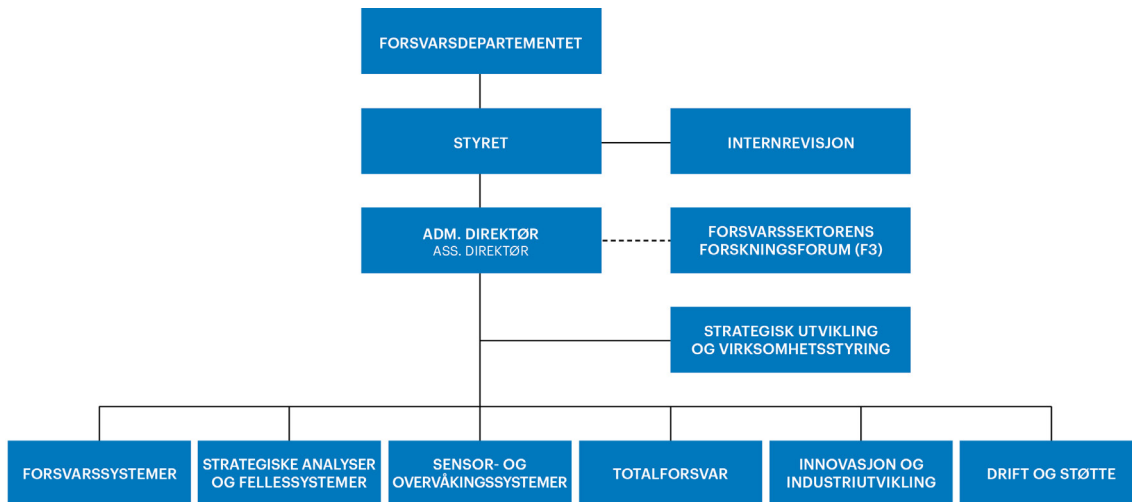 FORSVARSDEPARTEMENTET
STYRET
INTERNREVISJON
ADM. DIREKTØR
ASS. DIREKTØR
FORSVARSSEKTORENS
FORSKNINGSFORUM (F3)
STRATEGISK UTVIKLING
OG VIRKSOMHETSSTYRING
FORSVARSSYSTEMER
STRATEGISKE ANALYSER
OG FELLESSYSTEMER
SENSOR- OG
OVERVÅKINGSSYSTEMER
TOTALFORSVAR
INNOVASJON OG
INDUSTRIUTVIKLING
DRIFT OG STØTTE